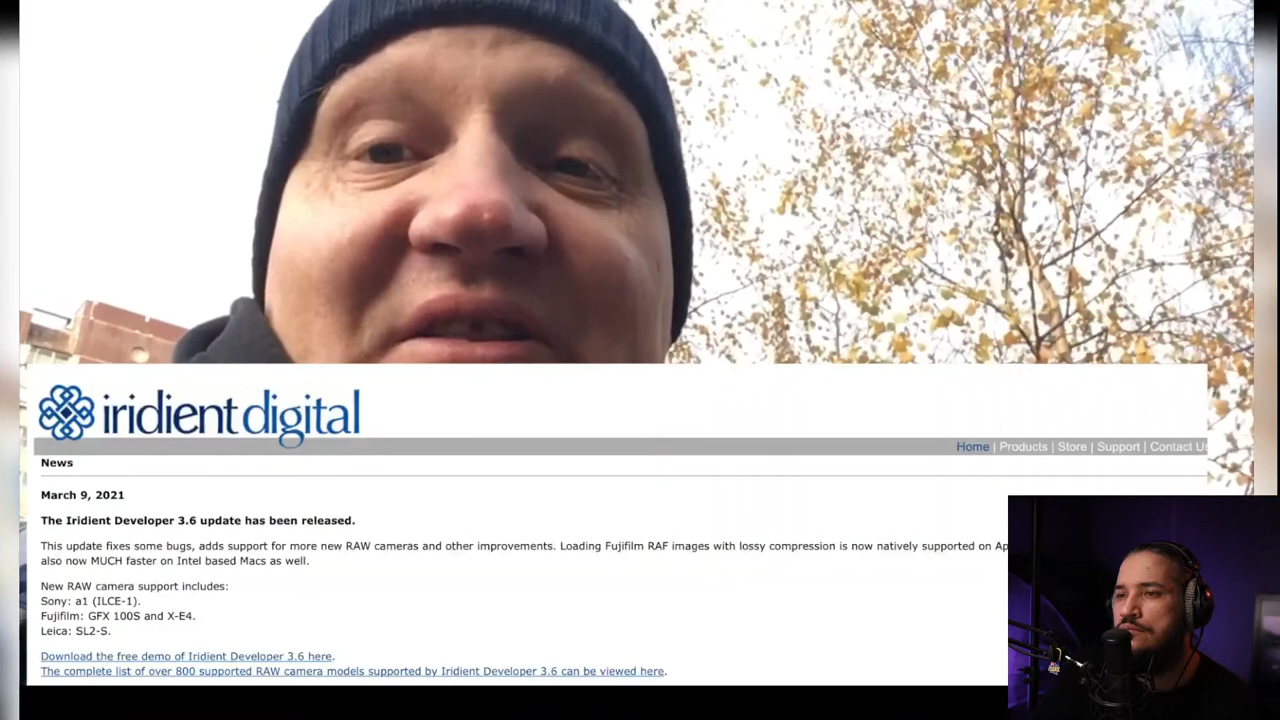 iridient digital
Home | Products | Store | Support | Contact Us
News
March 9, 2021
The Iridient Developer 3.6 update has been released.
This update fixes some bugs, adds support for more new RAW cameras and other improvements. Loading Fujifilm RAF images with lossy compression is now natively supported on Ap
also now MUCH faster on Intel based Macs as well.
New RAW camera support includes:
Sony: a1 (ILCE-1).
Fujifilm: GFX 100S and X-E4.
Leica: SL2-S.
Download the free demo of Iridient Developer 3.6 here.
The complete list of over 800 supported RAW camera models supported by Iridient Developer 3.6 can be viewed here.